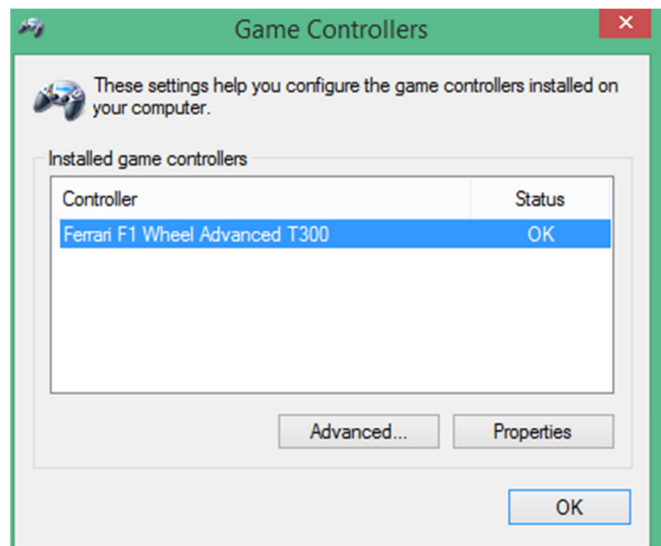 Game Controllers
These settings help you configure the game controllers installed on
your computer.
Installed game controllers
Controller Status
Ferrari F1 Wheel Advanced T300 OK
Advanced... Properties
OK